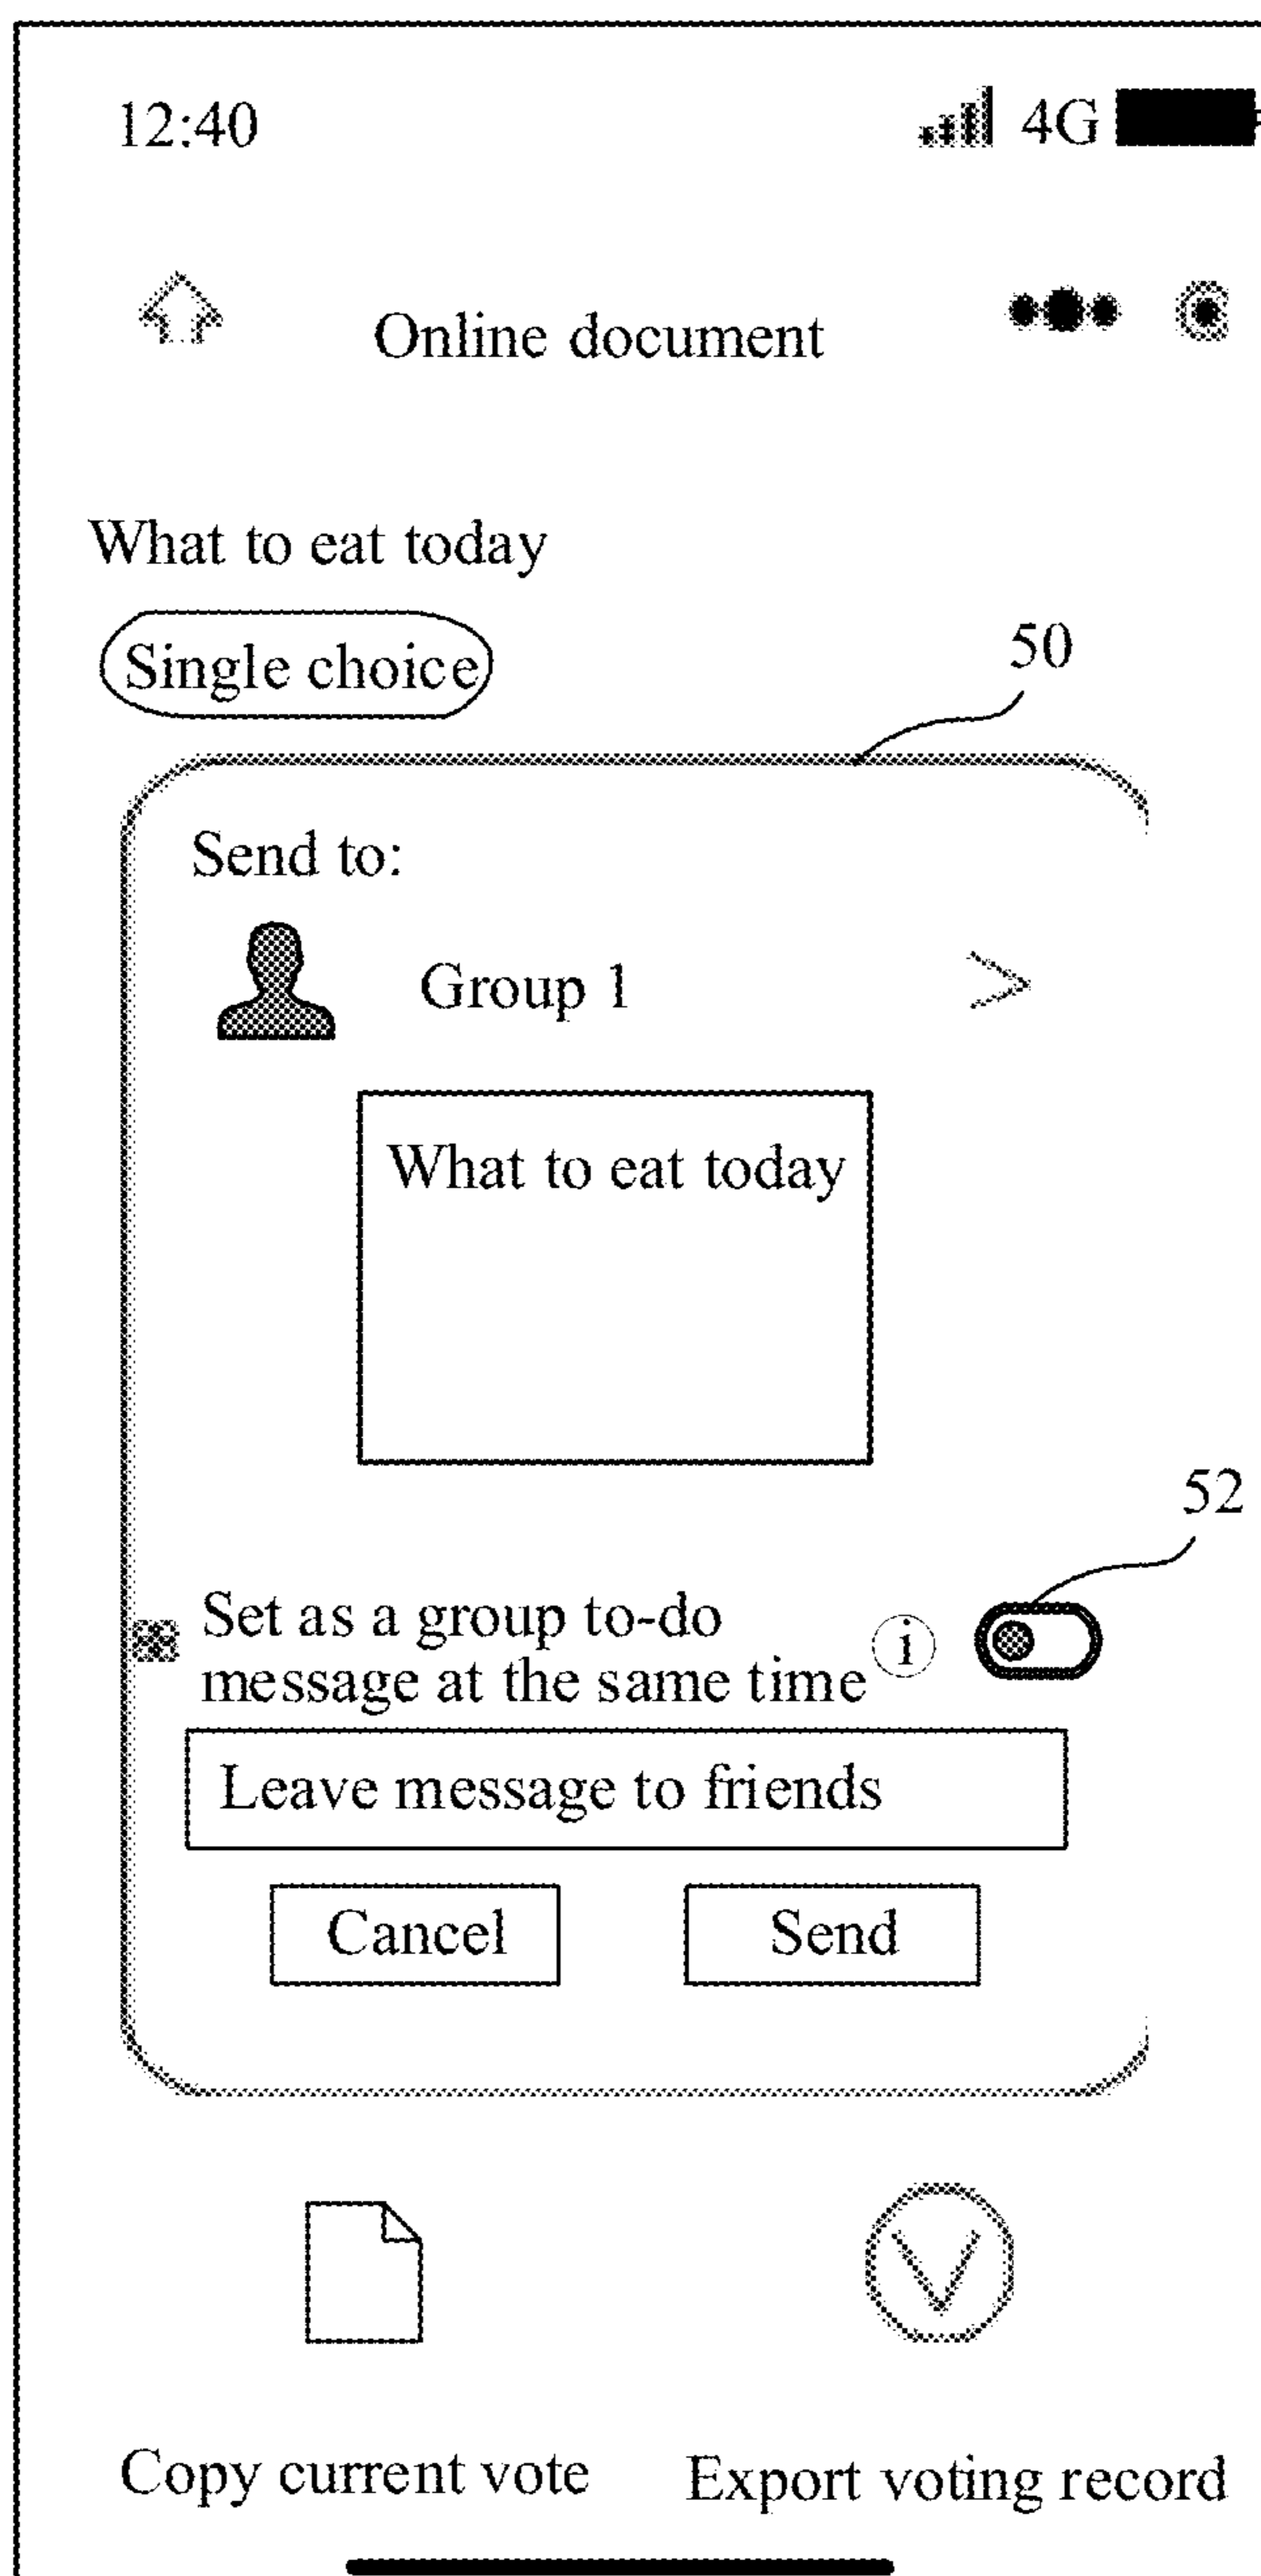 12:40 4G
Online document
What to eat today
Single choice
50
Send to:
Group 1
What to eat today
52
Set as a group to-do
message at the same time i
Leave message to friends
Cancel Send
Copy current vote Export voting record